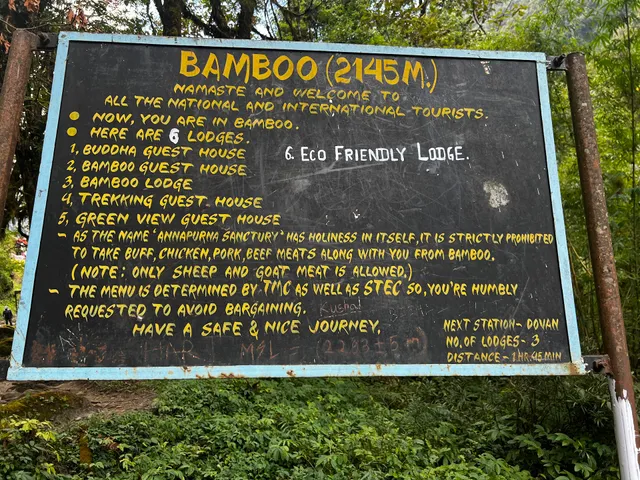 BAMBOO (2145M.)
NAMASTE AND WELCOME TO
ALL THE NATIONAL AND INTERNATIONAL TOURISTS.
NOW, YOU ARE IN BAMBOO.
HERE ARE 6 LODGES.
1, BUDDHA GUEST HOUSE
6. ECO FRIENDLY LODGE.
2, BAMBOO GUEST HOUSE
3, BAMBOO LODGE
4, TREKKING GUEST HOUSE
5, GREEN VIEW GUEST HOUSE
- AS THE NAME 'ANNAPURNA SANCTURY' HAS HOLINESS IN ITSELF, IT IS STRICTLY PROHIBITED
TO TAKE BUFF, CHICKEN, PORK, BEEF MEATS ALONG WITH YOU FROM BAMBOO.
(NOTE: ONLY SHEEP AND GOAT MEAT IS ALLOWED.)
- THE MENU IS DETERMINED BY TMC AS WELL AS STEC SO, YOU'RE HUMBLY
REQUESTED TO AVOID BARGAINING.
Kushal
HAVE A SAFE & NICE JOURNEY,
NEXT STATION- DOVAN
NO, OF LODGES- 3
DISTANCE- 1 HR, 45 MIN